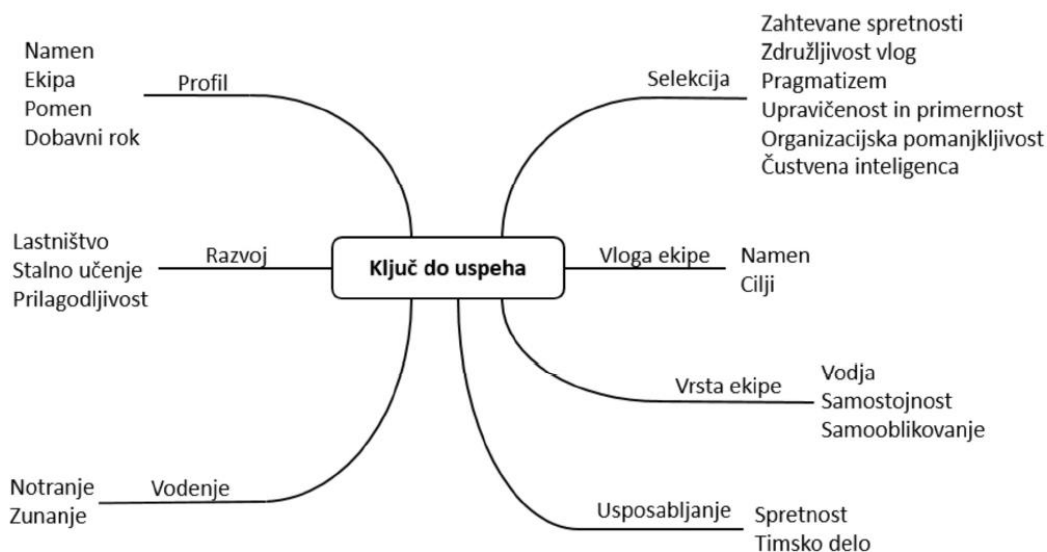 Namen
Ekipa
Pomen
Dobavni rok
Profil
Selekcija
Zahtevane spretnosti
Združljivost vlog
Pragmatizem
Upravičenost in primernost
Organizacijska pomanjkljivost
Čustvena inteligenca
Lastništvo
Stalno učenje
Prilagodljivost
Razvoj
Ključ do uspeha
Vloga ekipe
Namen
Cilji
Vrsta ekipe
Vodja
Samostojnost
Samooblikovanje
Notranje
Zunanje
Vodenje
Usposabljanje
Spretnost
Timsko delo